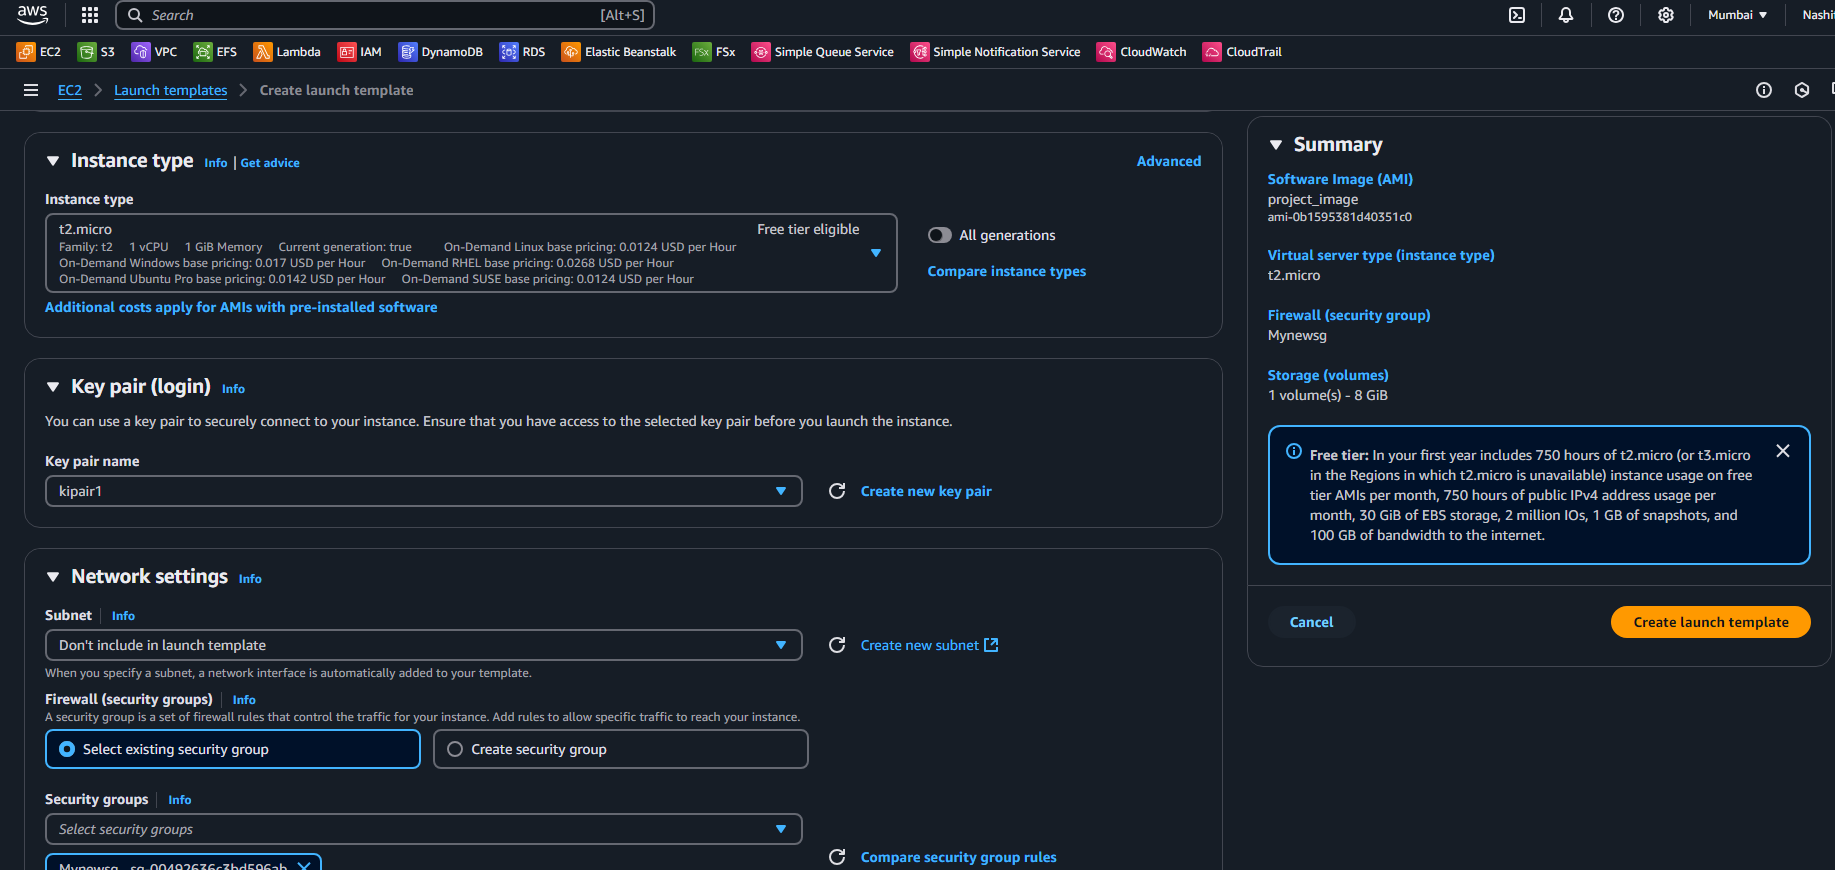 aws
Search [Alt+S]
Mumbai ▼
EC2 S3 VPC EFS Lambda IAM DynamoDB RDS Elastic Beanstalk FSx FSx Simple Queue Service Simple Notification Service CloudWatch CloudTrail
EC2 > Launch templates > Create launch template
Instance type Info | Get advice
Advanced
Instance type
t2.micro Free tier eligible
Family: t2 1 vCPU 1 GiB Memory Current generation: true On-Demand Linux base pricing: 0.0124 USD per Hour
On-Demand Windows base pricing: 0.017 USD per Hour On-Demand RHEL base pricing: 0.0268 USD per Hour
On-Demand Ubuntu Pro base pricing: 0.0142 USD per Hour On-Demand SUSE base pricing: 0.0124 USD per Hour
All generations
Compare instance types
Additional costs apply for AMIs with pre-installed software
Key pair (login) Info
You can use a key pair to securely connect to your instance. Ensure that you have access to the selected key pair before you launch the instance.
Key pair name
kipair1
Create new key pair
Network settings Info
Subnet | Info
Don't include in launch template
Create new subnet
When you specify a subnet, a network interface is automatically added to your template.
Firewall (security groups) | Info
A security group is a set of firewall rules that control the traffic for your instance. Add rules to allow specific traffic to reach your instance.
Select existing security group
Create security group
Security groups | Info
Select security groups
Mynewsg sg-00492636c3bd596ab
Compare security group rules
Summary
Software Image (AMI)
project_image
ami-0b1595381d40351c0
Virtual server type (instance type)
t2.micro
Firewall (security group)
Mynewsg
Storage (volumes)
1 volume(s) - 8 GiB
Free tier: In your first year includes 750 hours of t2.micro (or t3.micro
in the Regions in which t2.micro is unavailable) instance usage on free
tier AMIs per month, 750 hours of public IPv4 address usage per
month, 30 GiB of EBS storage, 2 million IOs, 1 GB of snapshots, and
100 GB of bandwidth to the internet.
Cancel
Create launch template